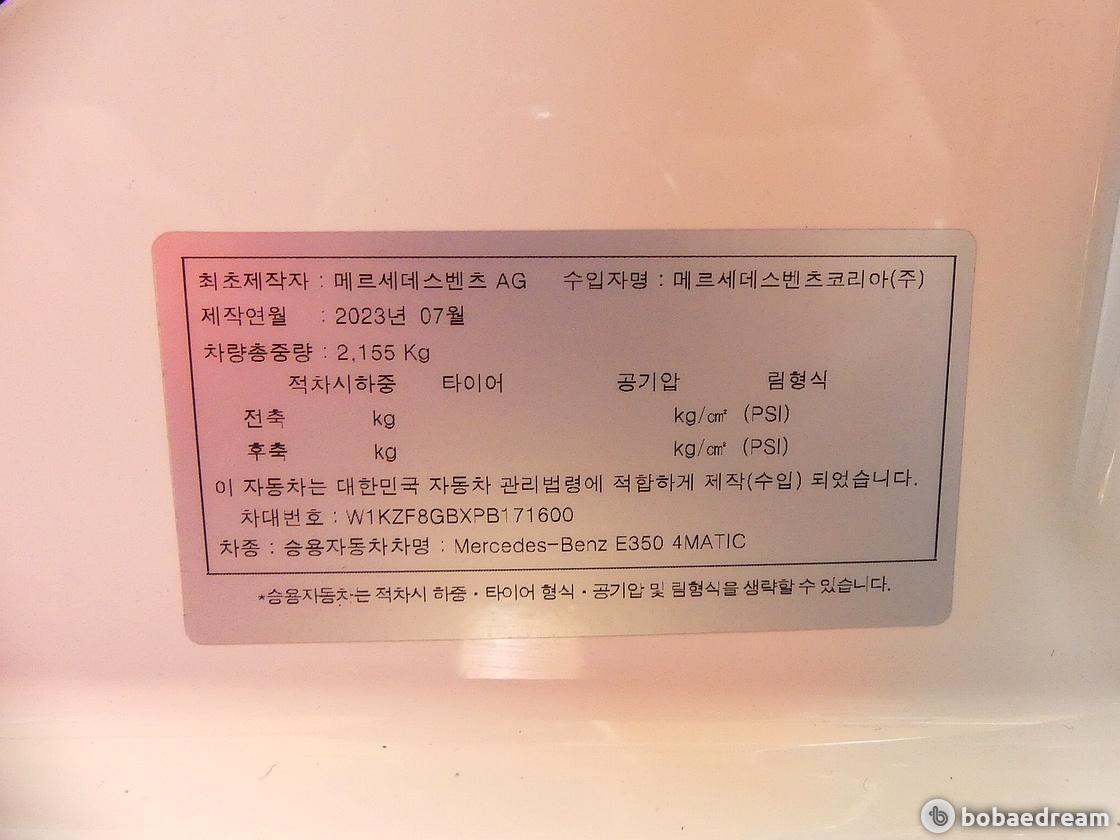 최초제작자 : 메르세데스벤츠 AG 수입자명 : 메르세데스벤츠코리아(주)
제작연월 : 2023년 07월
차량총중량 : 2,155 Kg
적차시하중 타이어 공기압 림형식
전축 kg kg/㎠ (PSI)
후축 kg kg/㎠ (PSI)
이 자동차는 대한민국 자동차 관리법령에 적합하게 제작(수입) 되었습니다.
차대번호 : W1KZF8GBXPB171600
차종 : 승용자동차차명 : Mercedes-Benz E350 4MATIC
*승용자동차는 적차시 하중·타이어 형식·공기압 및 림형식을 생략할 수 있습니다.
bobaedream